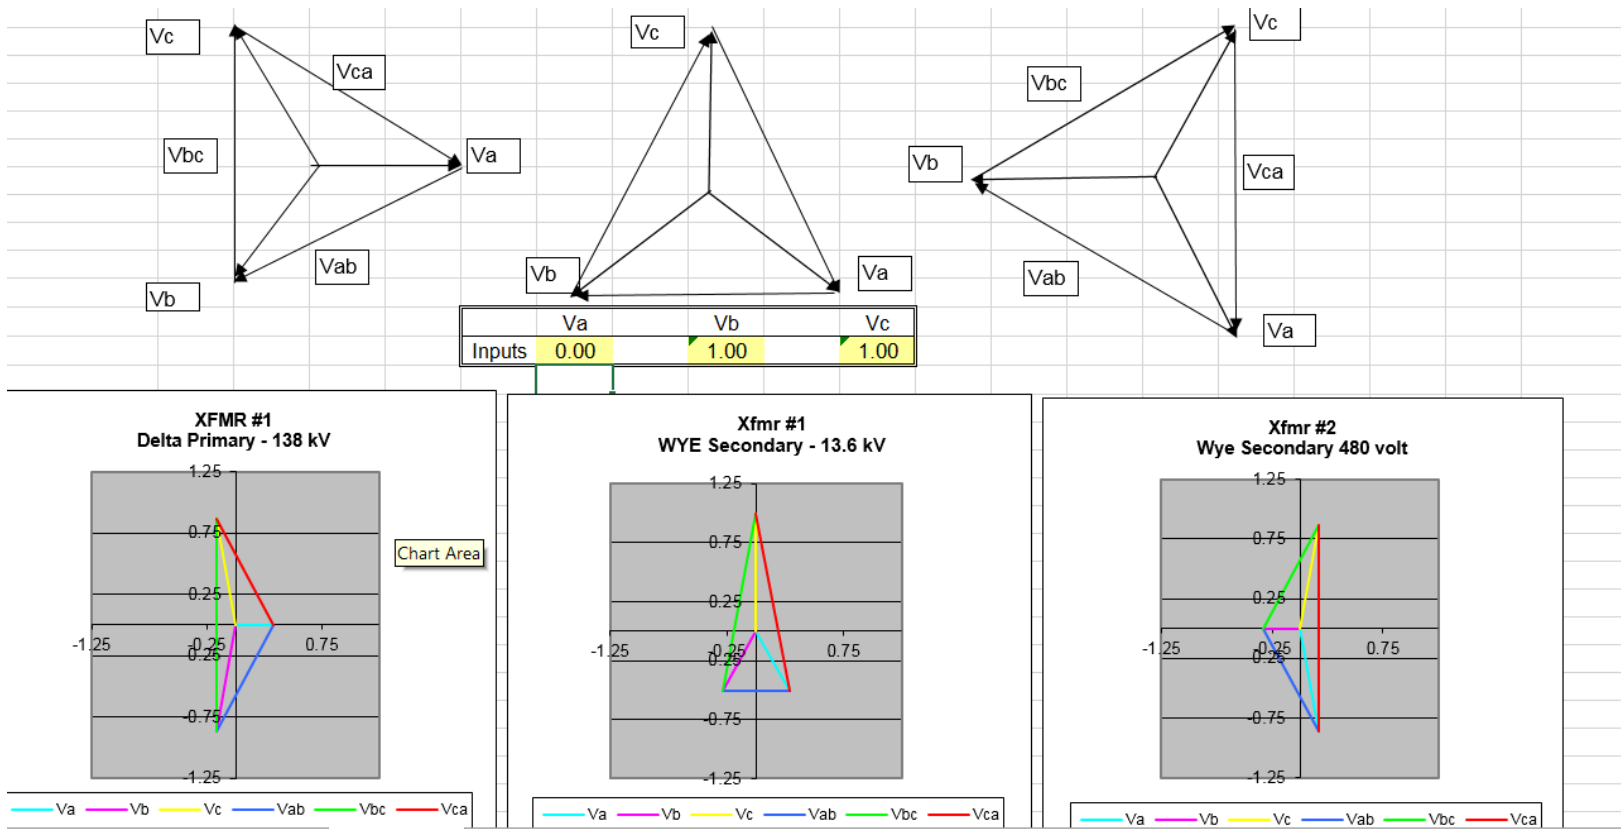 Vc
Vca
Vbc
Va
Vab
Vb
Vc
Vb
Va
Vc
Vbc
Vb
Vca
Vab
Va
Va Vb Vc
Inputs 0.00 1.00 1.00
XFMR #1
Delta Primary - 138 kV
1.25
0.75
0.25
-1.25 -0.25 0.75
-0.25
-0.75
-1.25
Chart Area
Va Vb Vc Vab Vbc Vca
Xfmr #1
WYE Secondary - 13.6 kV
1.25
0.75
0.25
-1.25 -0.25 0.75
-0.25
-0.75
-1.25
Va Vb Vc Vab Vbc Vca
Xfmr #2
Wye Secondary 480 volt
1.25
0.75
0.25
-1.25 -0.25 0.75
-0.25
-0.75
-1.25
Va Vb Vc Vab Vbc Vca